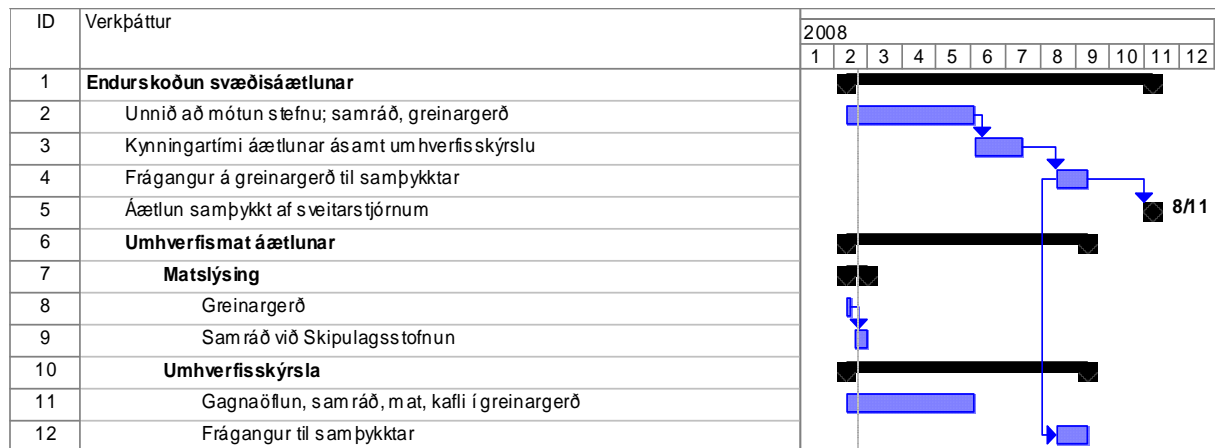 ID Verkþáttur
2008
1 2 3 4 5 6 7 8 9 10 11 12
1 Endurskoðun svæðisáætlunar
2 Unnið að mótun stefnu; samráð, greinargerð
3 Kynningartími áætlunar ásamt umhverfisskýrslu
4 Frágangur á greinargerð til samþykktar
5 Áætlun samþykkt af sveitarstjórnum 8/11
6 Umhverfismat áætlunar
7 Matslýsing
8 Greinargerð
9 Samráð við Skipulagsstofnun
10 Umhverfisskýrsla
11 Gagnaöflun, samráð, mat, kafli í greinargerð
12 Frágangur til samþykktar